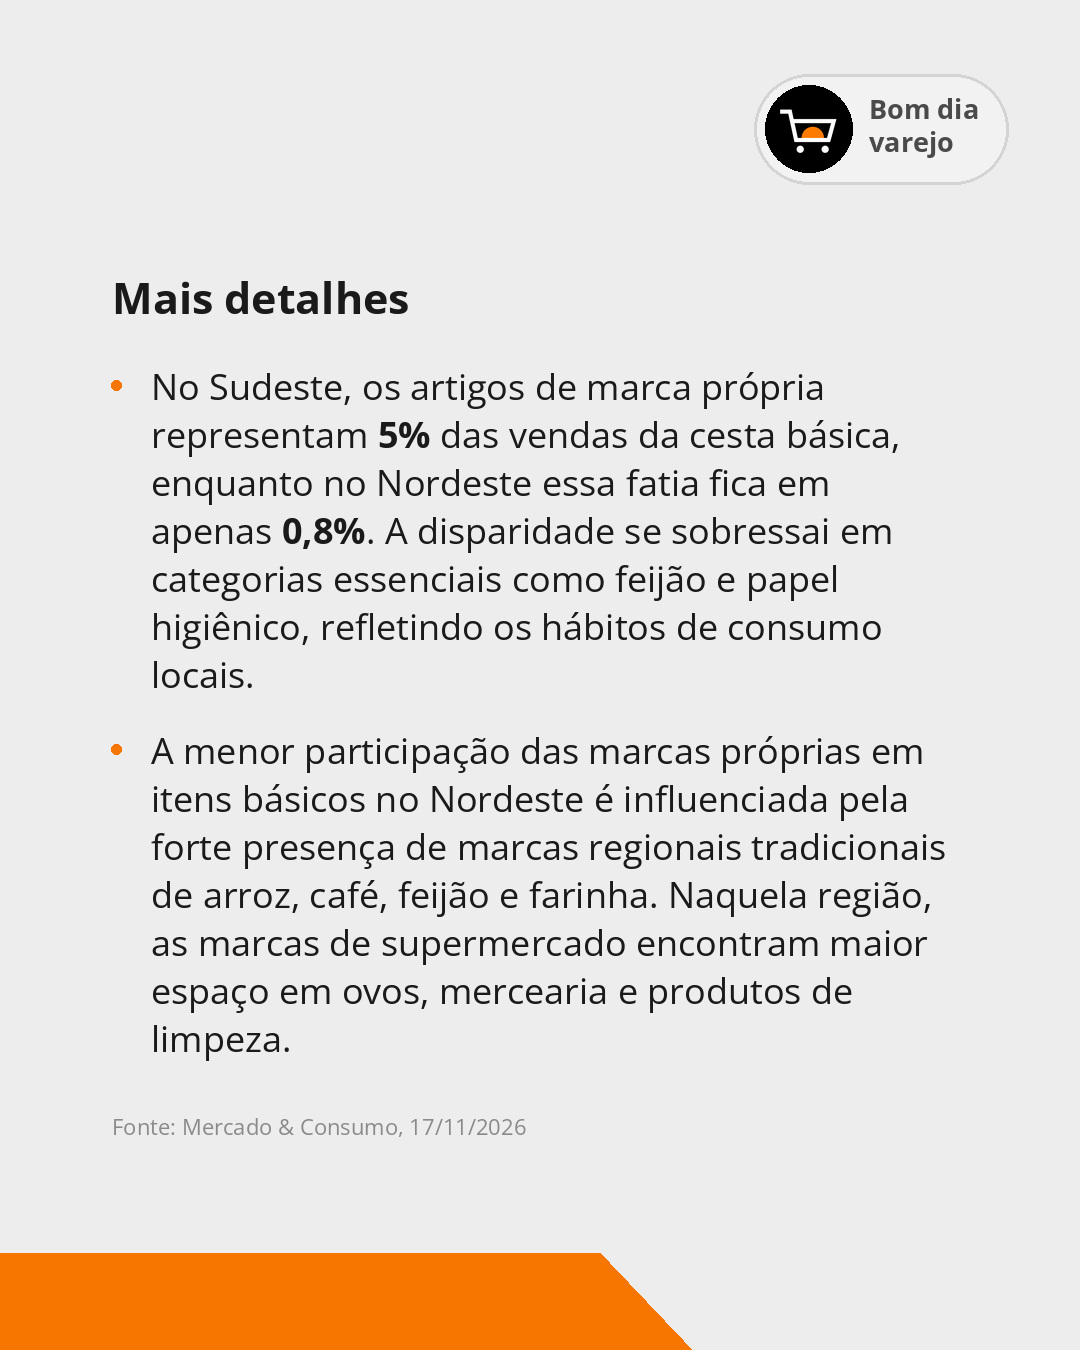 Bom dia
varejo
Mais detalhes
• No Sudeste, os artigos de marca própria
representam 5% das vendas da cesta básica,
enquanto no Nordeste essa fatia fica em
apenas 0,8%. A disparidade se sobressai em
categorias essenciais como feijão e papel
higiênico, refletindo os hábitos de consumo
locais.
• A menor participação das marcas próprias em
itens básicos no Nordeste é influenciada pela
forte presença de marcas regionais tradicionais
de arroz, café, feijão e farinha. Naquela região,
as marcas de supermercado encontram maior
espaço em ovos, mercearia e produtos de
limpeza.
Fonte: Mercado & Consumo, 17/11/2026